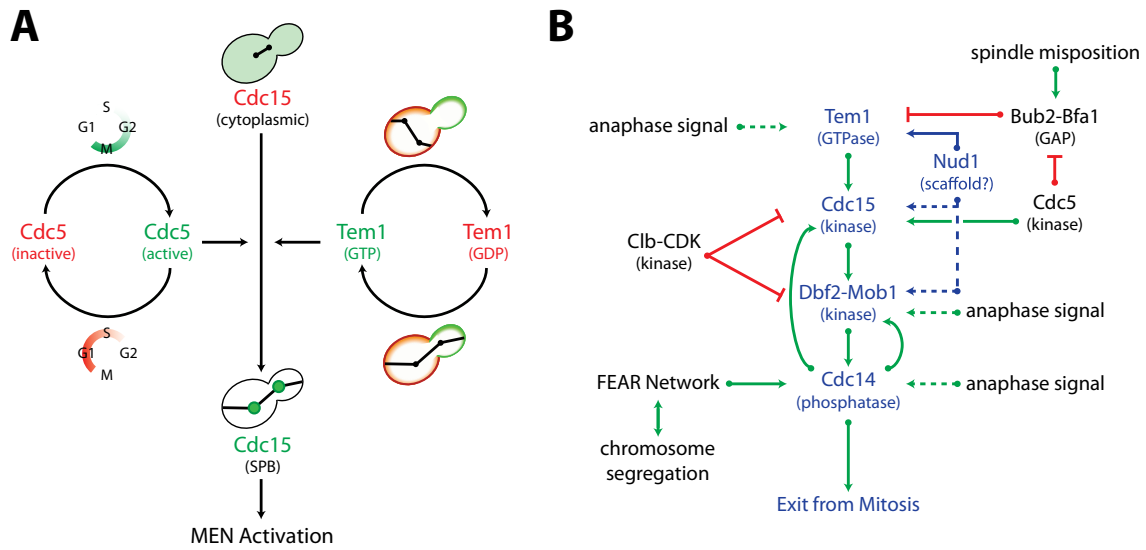 A
Cdc15
(cytoplasmic)
S
G1
G2
M
Cdc5
(inactive)
Cdc5
(active)
Tem1
(GTP)
Tem1
(GDP)
S
G1
G2
M
Cdc15
(SPB)
MEN Activation
B
spindle misposition
anaphase signal
Tem1
(GTPase)
Bub2-Bfa1
(GAP)
Nud1
(scaffold?)
Cdc15
(kinase)
Cdc5
(kinase)
Clb-CDK
(kinase)
Dbf2-Mob1
(kinase)
anaphase signal
FEAR Network
Cdc14
(phosphatase)
anaphase signal
chromosome
segregation
Exit from Mitosis